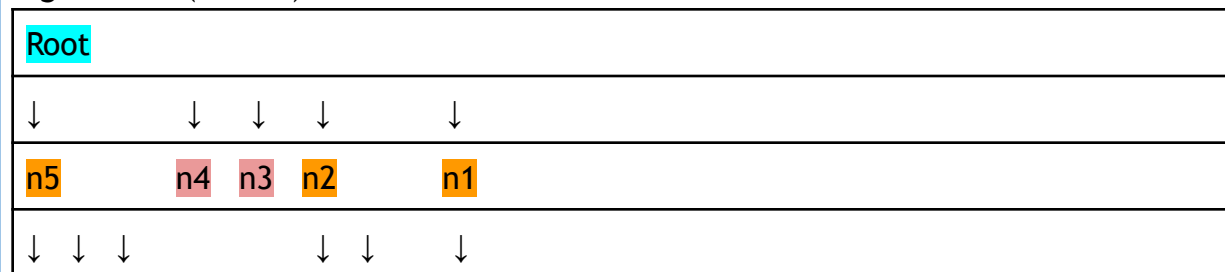 Root
↓ ↓ ↓ ↓ ↓
n5 n4 n3 n2 n1
↓ ↓ ↓ ↓ ↓ ↓